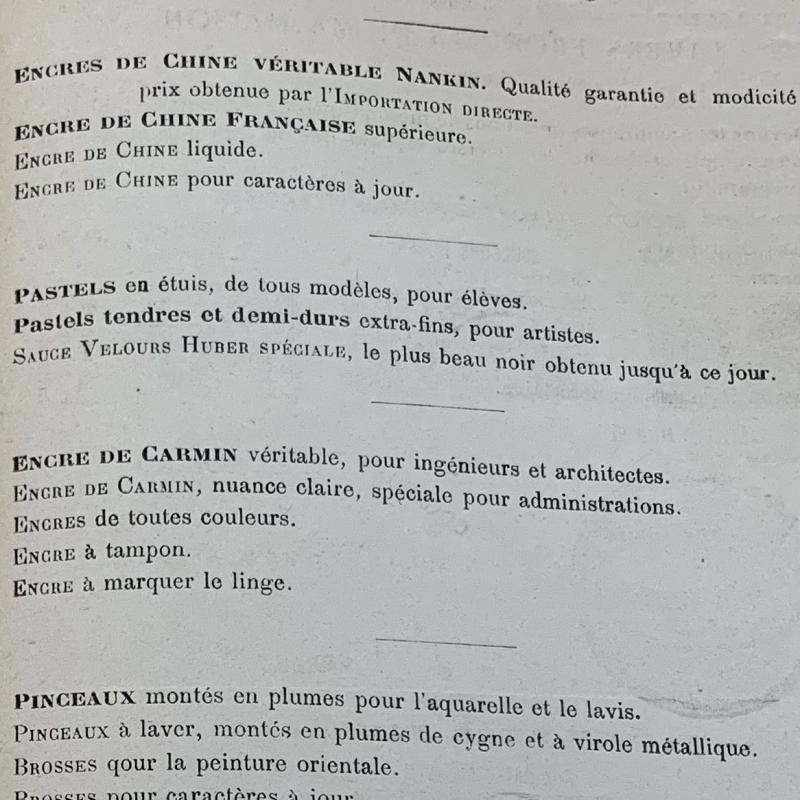 ENCRES DE CHINE VÉRITABLE NANKIN. Qualité garantie et modicité
prix obtenue par l'IMPORTATION DIRECTE.
ENCRE DE CHINE FRANÇAISE supérieure.
ENCRE DE CHINE liquide.
ENCRE DE CHINE pour caractères à jour.
PASTELS en étuis, de tous modèles, pour élèves.
Pastels tendres et demi-durs extra-fins, pour artistes.
SAUCE VELOURS HUBER SPÉCIALE, le plus beau noir obtenu jusqu'à ce jour.
ENCRE DE CARMIN véritable, pour ingénieurs et architectes.
ENCRE DE CARMIN, nuance claire, spéciale pour administrations.
ENCRES de toutes couleurs.
ENCRE à tampon.
ENCRE à marquer le linge.
PINCEAUX montés en plumes pour l'aquarelle et le lavis.
PINCEAUX à laver, montés en plumes de cygne et à virole métallique.
BROSSES qour la peinture orientale.
BROSSES pour caractères à jour